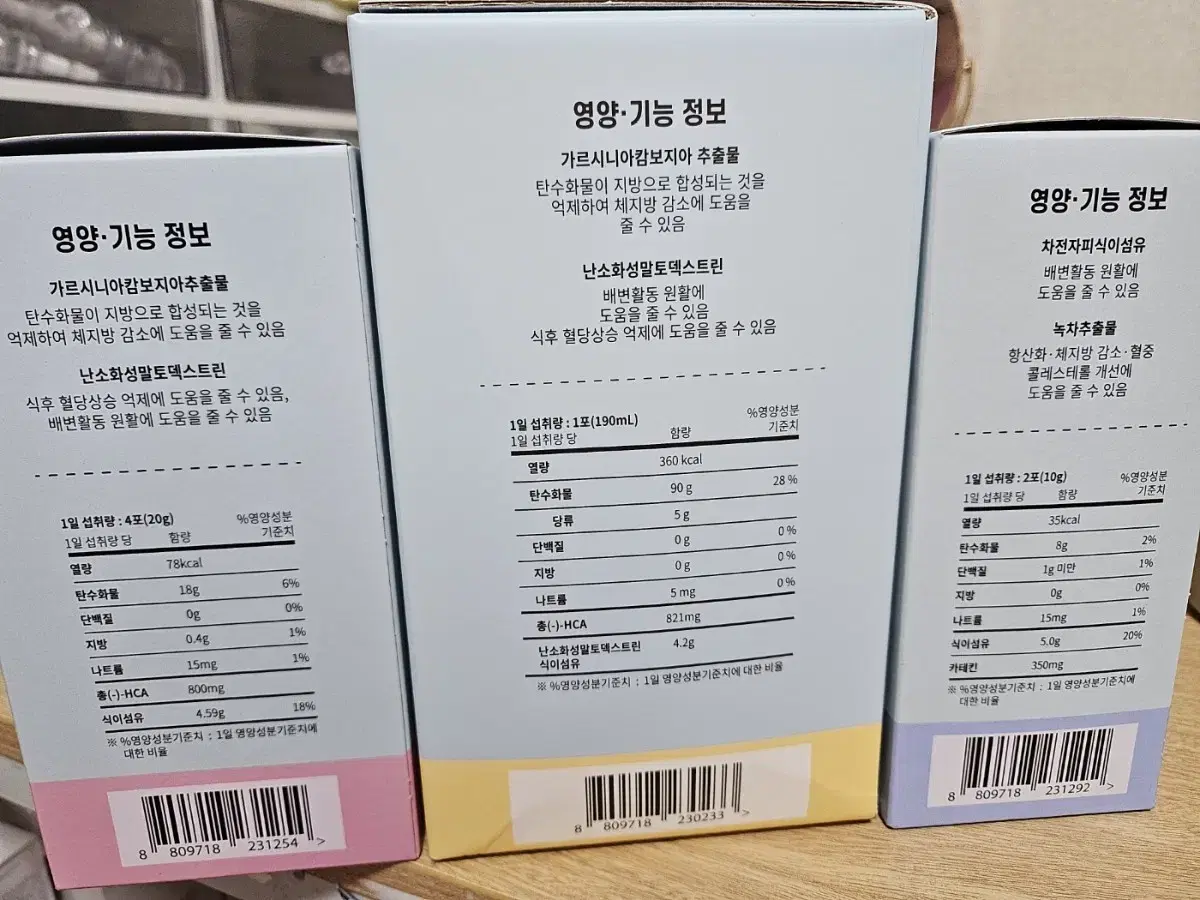 영양·기능 정보
가르시니아캄보지아추출물
탄수화물이 지방으로 합성되는 것을
억제하여 체지방 감소에 도움을 줄 수 있음
난소화성말토덱스트린
식후 혈당상승 억제에 도움을 줄 수 있음,
배변활동 원활에 도움을 줄 수 있음
1일 섭취량 : 4포(20g)
1일 섭취량 당 함량 %영양성분 기준치
열량 78kcal
탄수화물 18g 6%
단백질 0g 0%
지방 0.4g 1%
나트륨 15mg 1%
총(-)-HCA 800mg
식이섬유 4.59g 18%
※ %영양성분기준치 : 1일 영양성분기준치에
대한 비율
8 809718 231254 >
영양·기능 정보
가르시니아캄보지아 추출물
탄수화물이 지방으로 합성되는 것을
억제하여 체지방 감소에 도움을
줄 수 있음
난소화성말토덱스트린
배변활동 원활에
도움을 줄 수 있음
식후 혈당상승 억제에 도움을 줄 수 있음
1일 섭취량 : 1포(190mL)
1일 섭취량 당 함량 %영양성분 기준치
열량 360 kcal
탄수화물 90 g 28 %
당류 5 g
단백질 0 g 0 %
지방 0 g 0 %
나트륨 5 mg 0 %
총(-)-HCA 821mg
난소화성말토덱스트린 4.2g
식이섬유
※ %영양성분기준치 : 1일 영양성분기준치에 대한 비율
8 809718 230233 >
영양·기능 정보
차전자피식이섬유
배변활동 원활에
도움을 줄 수 있음
녹차추출물
항산화·체지방 감소·혈중
콜레스테롤 개선에
도움을 줄 수 있음
1일 섭취량 : 2포(10g)
1일 섭취량 당 함량 %영양성분 기준치
열량 35kcal
탄수화물 8g 2%
단백질 1g 미만 1%
지방 0g 0%
나트륨 15mg 1%
식이섬유 5.0g 20%
카테킨 350mg
※ %영양성분기준치 : 1일 영양성분기준치에
대한 비율
8 809718 231292 >